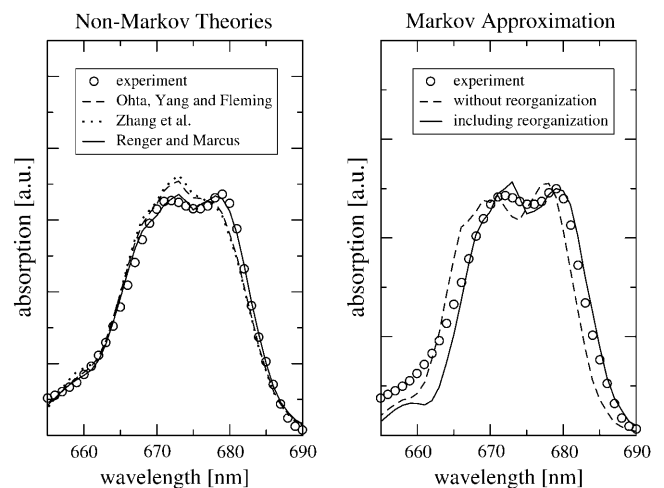 Non-Markov Theories
experiment
Ohta, Yang and Fleming
Zhang et al.
Renger and Marcus
absorption [a.u.]
660 670 680 690
wavelength [nm]
Markov Approximation
experiment
without reorganization
including reorganization
absorption [a.u.]
660 670 680 690
wavelength [nm]